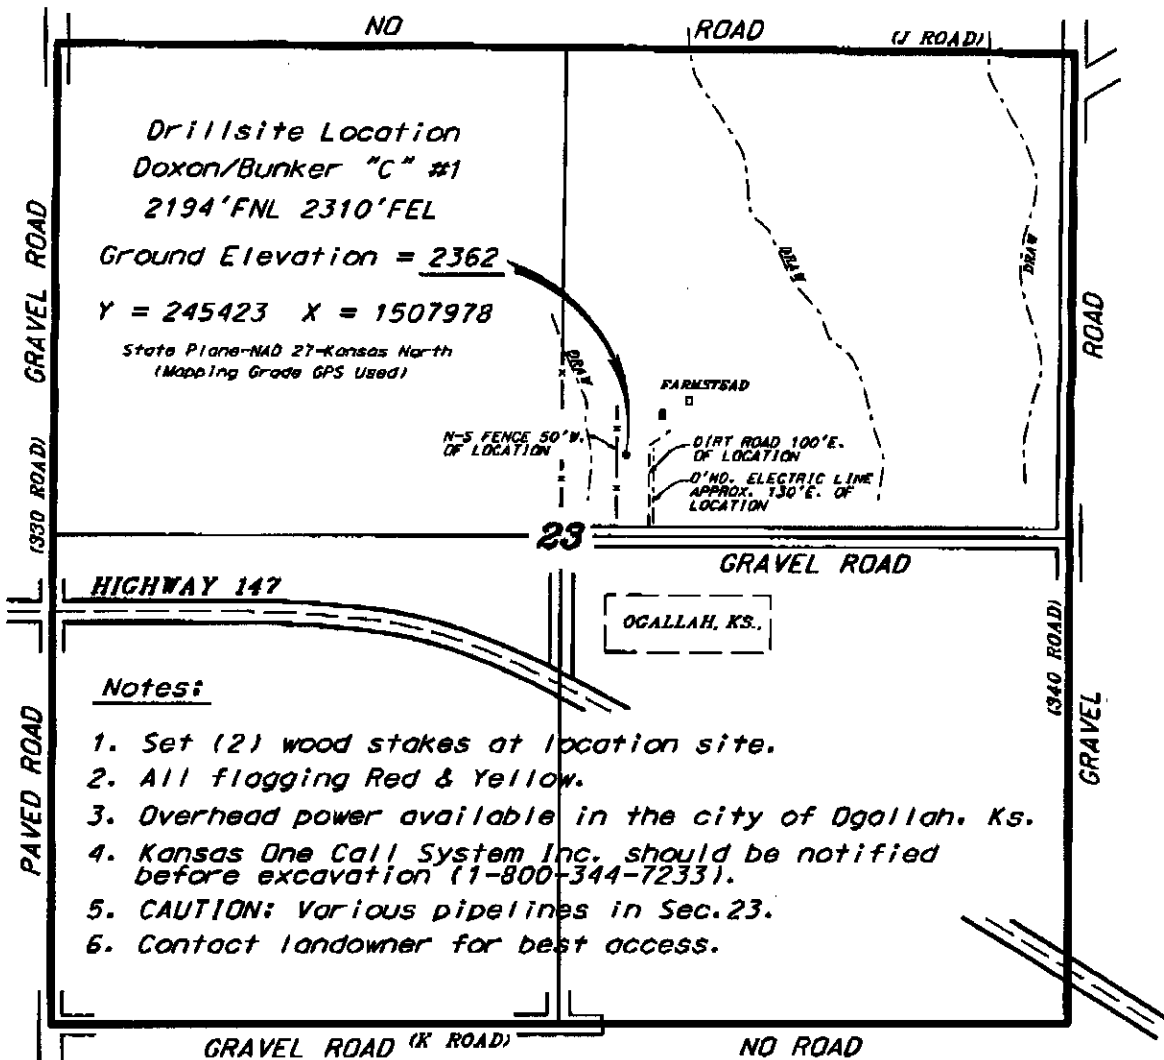 NO ROAD (J ROAD)
Drillsite Location
Doxon/Bunker "C" #1
2194'FNL 2310'FEL
Ground Elevation = 2362
Y = 245423 X = 1507978
State Plane-NAD 27-Kansas North
(Mapping Grade GPS Used)
GRAVEL ROAD
(330 ROAD)
DRAW
DRAW
DRAW
ROAD
FARMSTEAD
N-S FENCE 50'W.
OF LOCATION
DIRT ROAD 100'E.
OF LOCATION
O'HD. ELECTRIC LINE
APPROX. 130'E. OF
LOCATION
23
GRAVEL ROAD
HIGHWAY 147
OGALLAH, KS.
(340 ROAD)
GRAVEL
PAVED ROAD
Notes:
1. Set (2) wood stakes at location site.
2. All flagging Red & Yellow.
3. Overhead power available in the city of Ogallah. Ks.
4. Kansas One Call System Inc. should be notified
before excavation (1-800-344-7233).
5. CAUTION: Various pipelines in Sec.23.
6. Contact landowner for best access.
GRAVEL ROAD (K ROAD)
NO ROAD